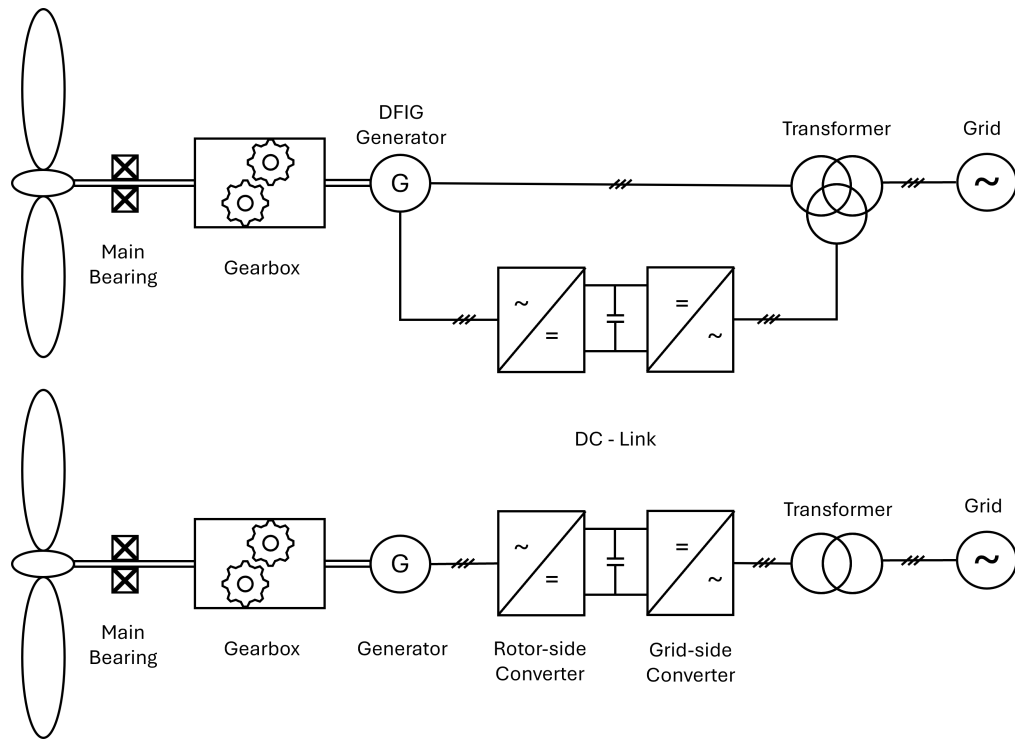 DFIG
Generator
Transformer
Grid
G
~
Main
Bearing
Gearbox
~
=
=
~
DC - Link
Transformer
Grid
~
=
=
~
G
~
Main
Bearing
Gearbox
Generator
Rotor-side
Converter
Grid-side
Converter